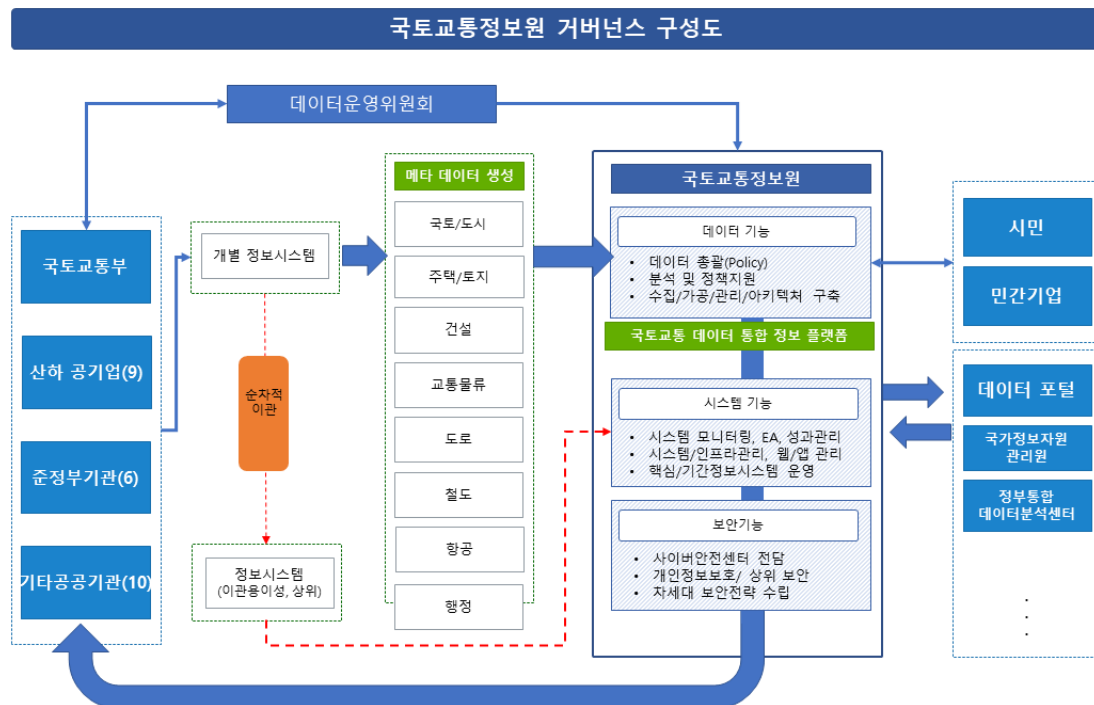 국토교통정보원 거버넌스 구성도
데이터운영위원회
국토교통부
산하 공기업(9)
준정부기관(6)
기타공공기관(10)
개별 정보시스템
순차적
이관
정보시스템
(이관용이성, 상위)
메타 데이터 생성
국토/도시
주택/토지
건설
교통물류
도로
철도
항공
행정
국토교통정보원
데이터 기능
• 데이터 총괄(Policy)
• 분석 및 정책지원
• 수집/가공/관리/아키텍처 구축
국토교통 데이터 통합 정보 플랫폼
시스템 기능
• 시스템 모니터링, EA, 성과관리
• 시스템/인프라관리, 웹/앱 관리
• 핵심/기간정보시스템 운영
보안기능
• 사이버안전센터 전담
• 개인정보보호/ 상위 보안
• 차세대 보안전략 수립
시민
민간기업
데이터 포털
국가정보자원
관리원
정부통합
데이터분석센터